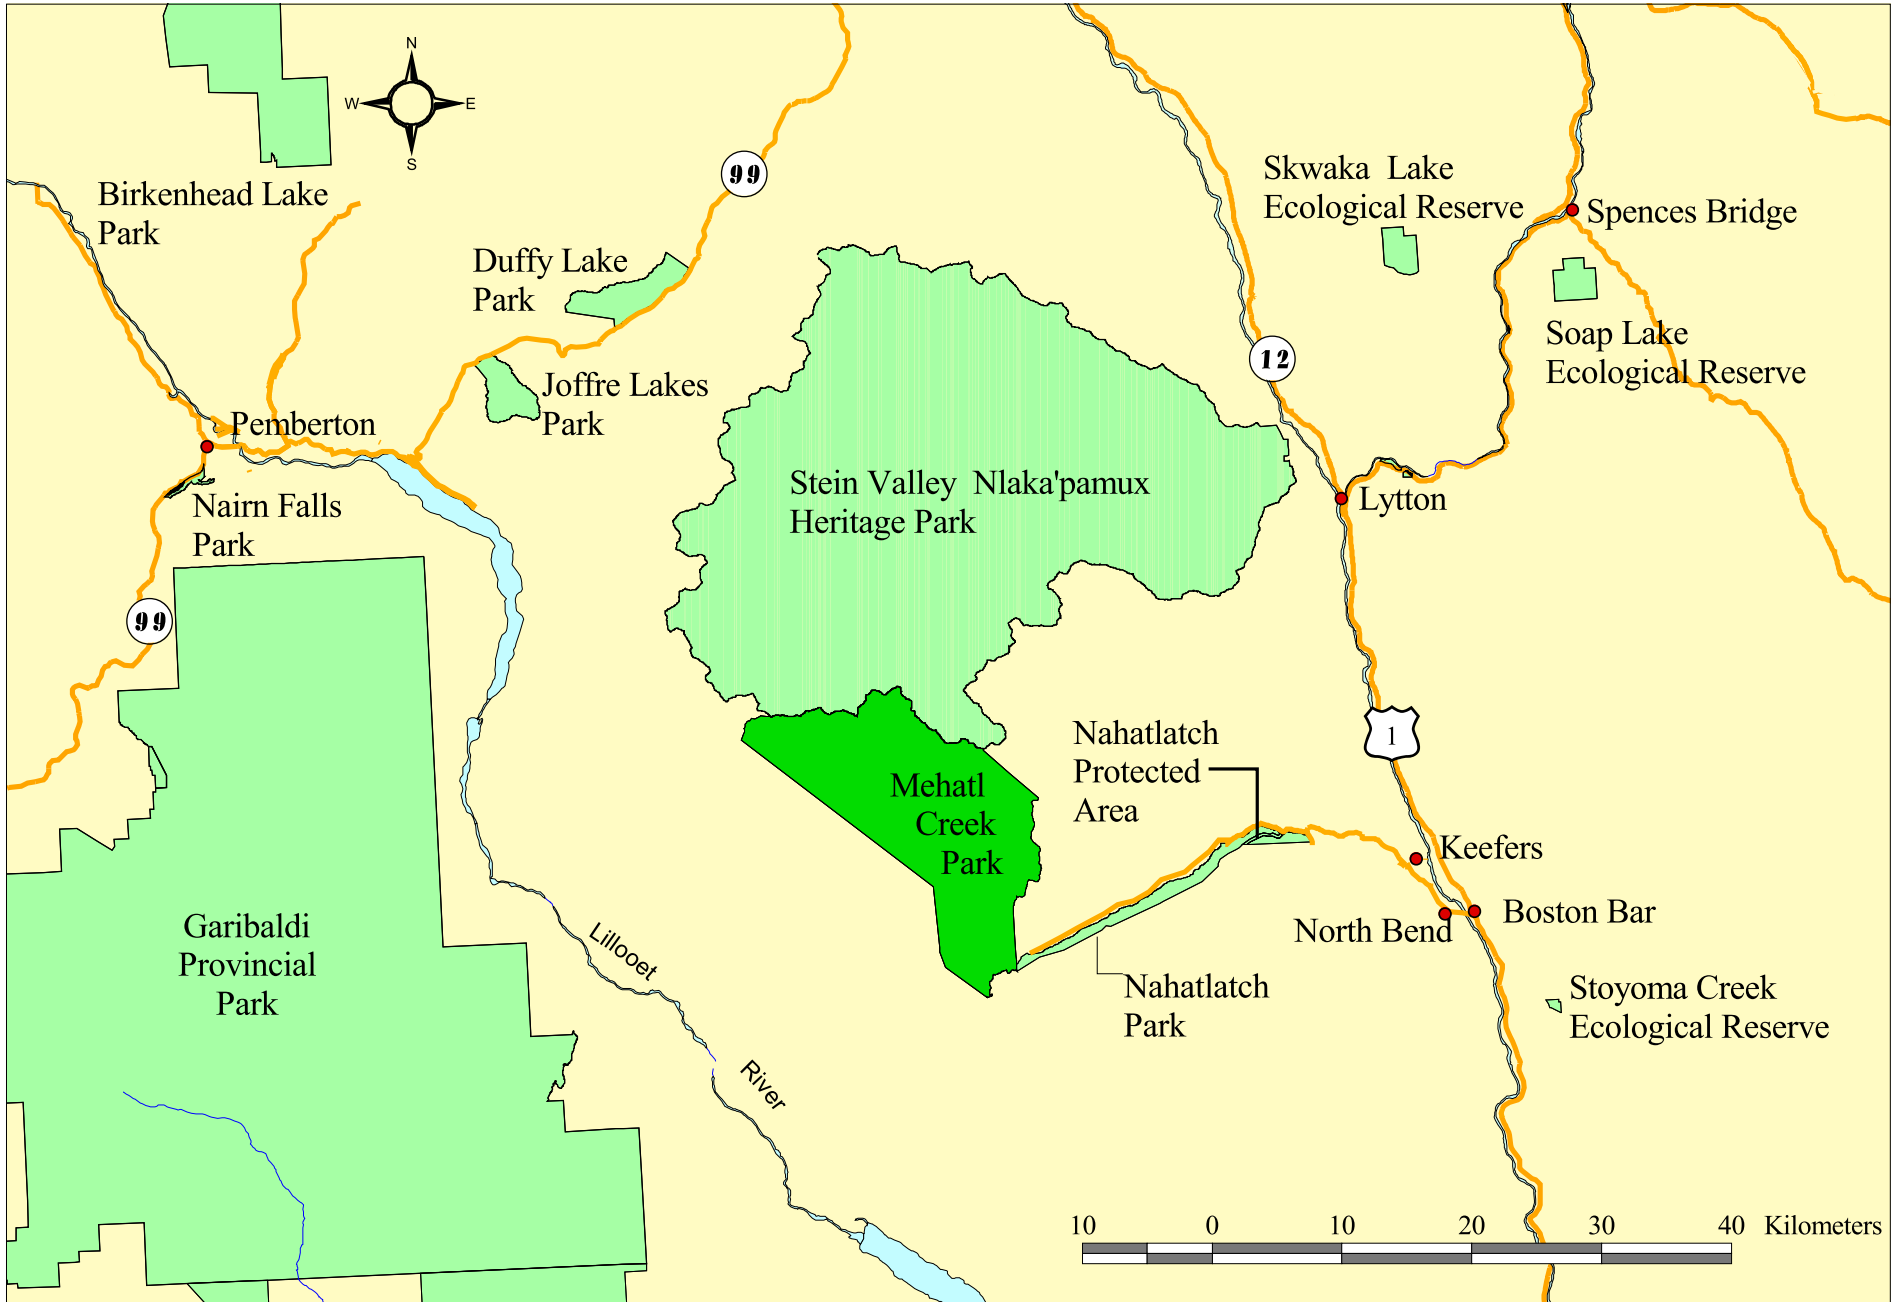 N
W E
S
99
Birkenhead Lake
Park
Duffy Lake
Park
Skwaka Lake
Ecological Reserve
Spences Bridge
Soap Lake
Ecological Reserve
12
Joffre Lakes
Park
Pemberton
Nairn Falls
Park
Stein Valley Nlaka'pamux
Heritage Park
Lytton
99
1
Nahatlatch
Protected
Area
Mehatl
Creek
Park
Keefers
Boston Bar
North Bend
Garibaldi
Provincial
Park
Lillooet
River
Nahatlatch
Park
Stoyoma Creek
Ecological Reserve
10 0 10 20 30 40 Kilometers